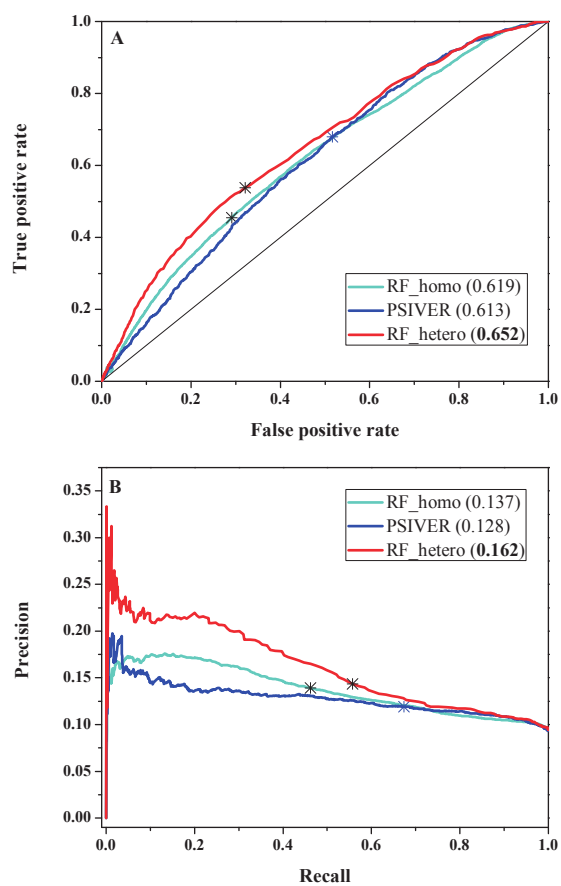 A
1.0
0.8
0.6
0.4
0.2
0.0
True positive rate
RF_homo (0.619)
PSIVER (0.613)
RF_hetero (0.652)
0.0 0.2 0.4 0.6 0.8 1.0
False positive rate
B
0.35
0.30
0.25
0.20
0.15
0.10
0.05
0.00
Precision
RF_homo (0.137)
PSIVER (0.128)
RF_hetero (0.162)
0.0 0.2 0.4 0.6 0.8 1.0
Recall